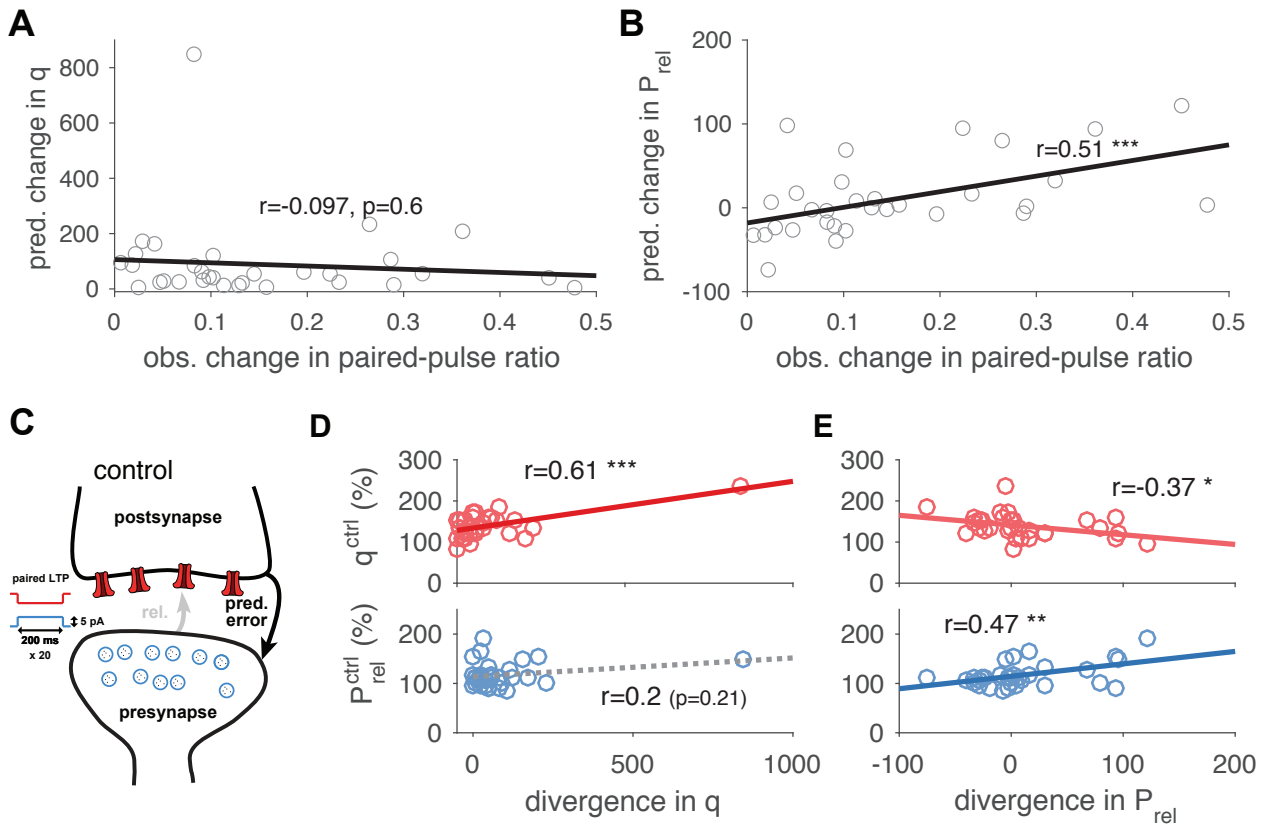 A
pred. change in q
800
600
400
200
0
r=-0.097, p=0.6
0 0.1 0.2 0.3 0.4 0.5
obs. change in paired-pulse ratio
B
pred. change in P_rel
200
100
0
-100
r=0.51 ***
0 0.1 0.2 0.3 0.4 0.5
obs. change in paired-pulse ratio
C
control
postsynapse
paired LTP
5 pA
200 ms
x 20
rel.
pred.
error
presynapse
D
q^ctrl (%)
300
200
100
0
r=0.61 ***
P_rel^ctrl (%)
200
100
0
r=0.2 (p=0.21)
0 500 1000
divergence in q
E
300
200
100
0
r=-0.37 *
200
100
0
r=0.47 **
-100 0 100 200
divergence in P_rel